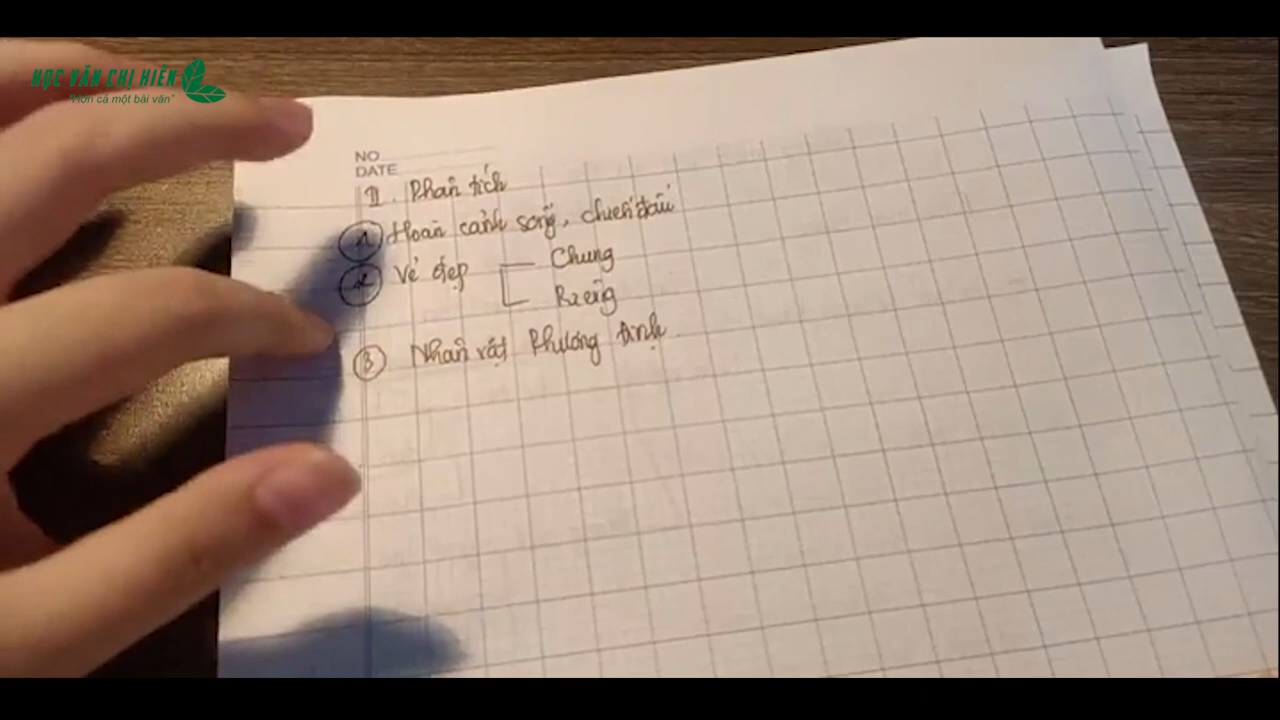 HỌC VĂN CHỊ HIÊN
"Hơn cả một bài văn"
NO
DATE
II. Phân tích
1 Hoàn cảnh sống, chiến đấu
2 Vẻ đẹp
Chung
Riêng
3 Nhân vật Phương Định